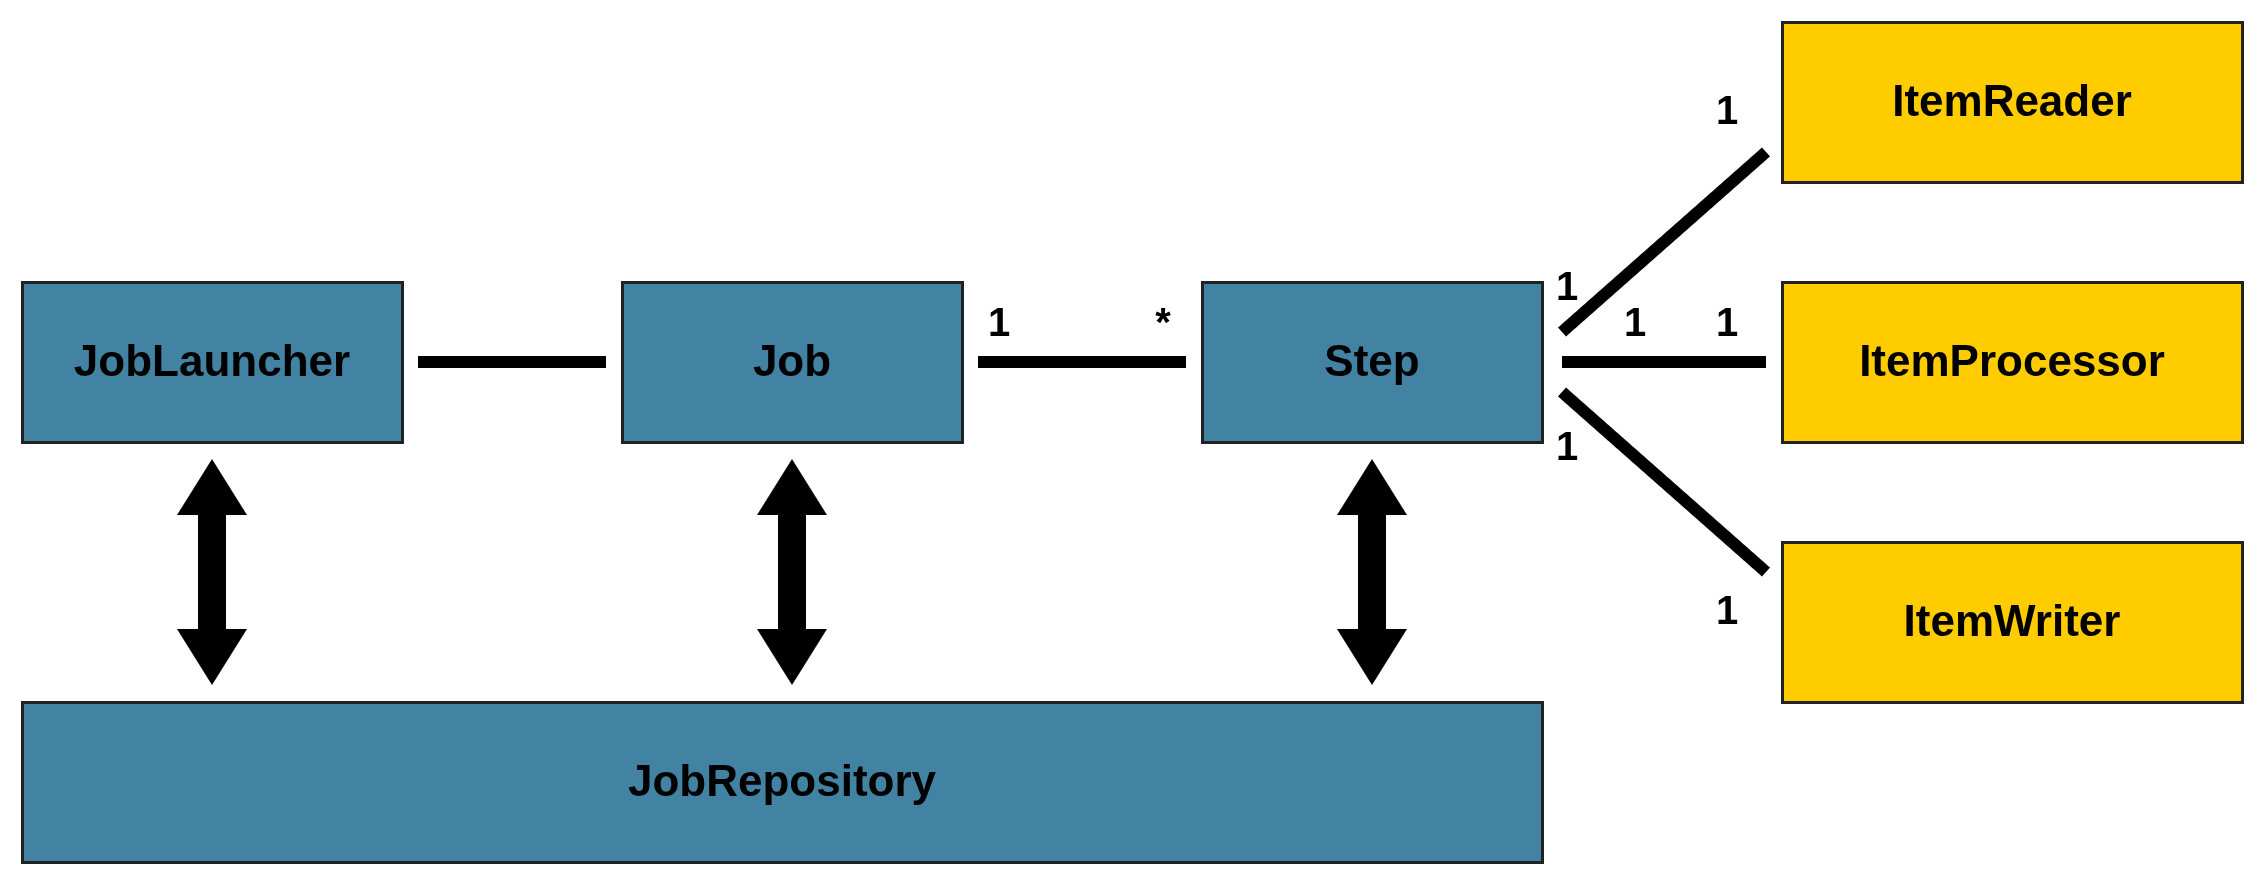 1
ItemReader
1
JobLauncher
Job
1
*
Step
1
1
ItemProcessor
1
1
ItemWriter
JobRepository